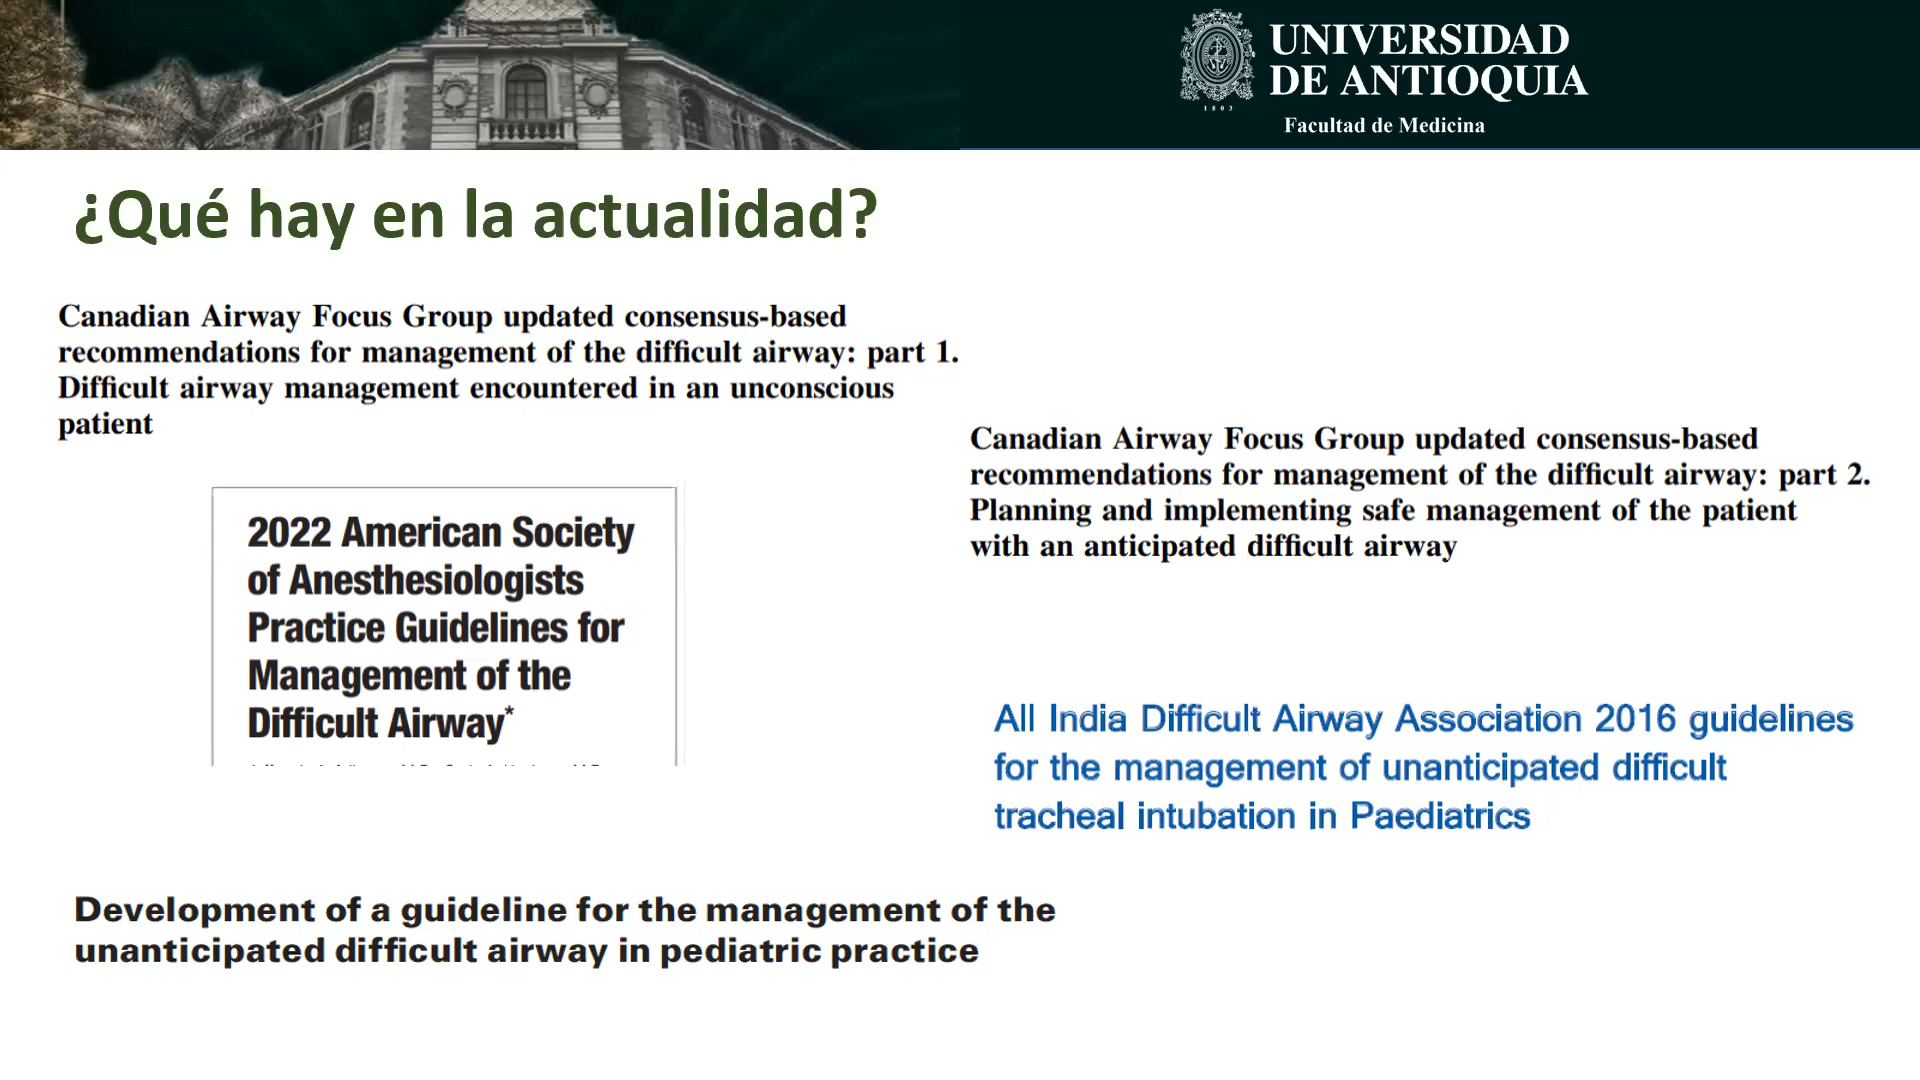 UNIVERSIDAD
DE ANTIOQUIA
1803
Facultad de Medicina
¿Qué hay en la actualidad?
Canadian Airway Focus Group updated consensus-based
recommendations for management of the difficult airway: part 1.
Difficult airway management encountered in an unconscious
patient
Canadian Airway Focus Group updated consensus-based
recommendations for management of the difficult airway: part 2.
Planning and implementing safe management of the patient
with an anticipated difficult airway
2022 American Society
of Anesthesiologists
Practice Guidelines for
Management of the
Difficult Airway*
All India Difficult Airway Association 2016 guidelines
for the management of unanticipated difficult
tracheal intubation in Paediatrics
Development of a guideline for the management of the
unanticipated difficult airway in pediatric practice